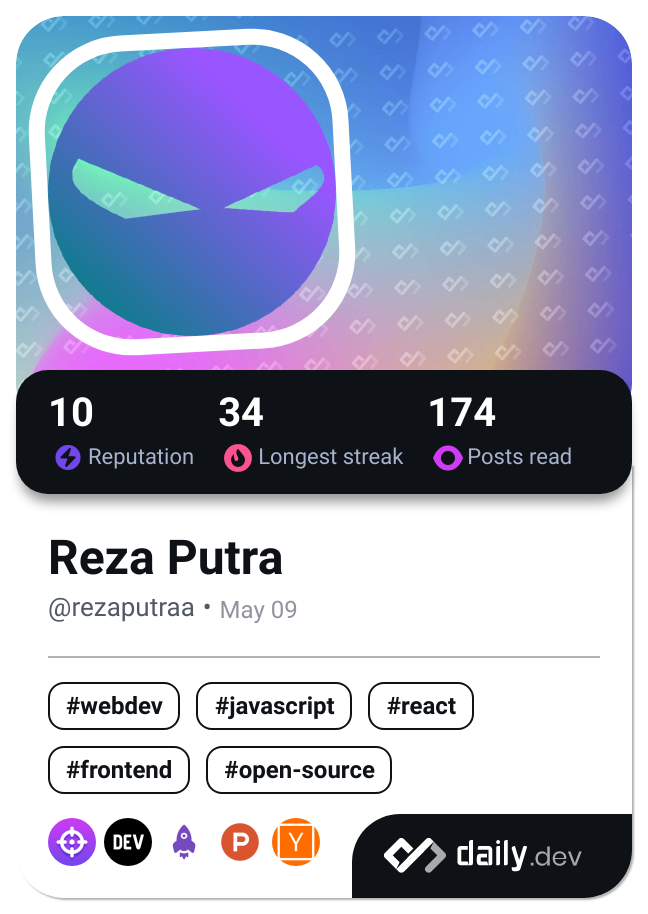 10 34 174
Reputation Longest streak Posts read
Reza Putra
@rezaputraa • May 09
#webdev #javascript #react
#frontend #open-source
DEV P Y
daily.dev